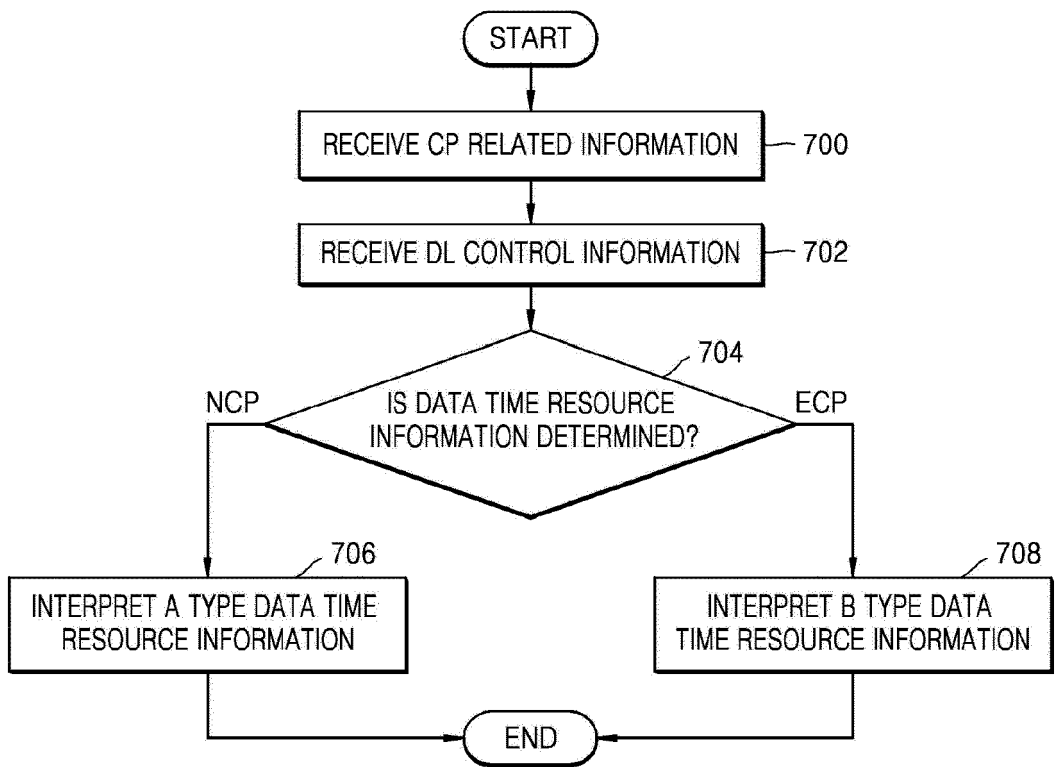 START
RECEIVE CP RELATED INFORMATION
700
RECEIVE DL CONTROL INFORMATION
702
704
NCP
IS DATA TIME RESOURCE
INFORMATION DETERMINED?
ECP
706
INTERPRET A TYPE DATA TIME
RESOURCE INFORMATION
708
INTERPRET B TYPE DATA
TIME RESOURCE INFORMATION
END